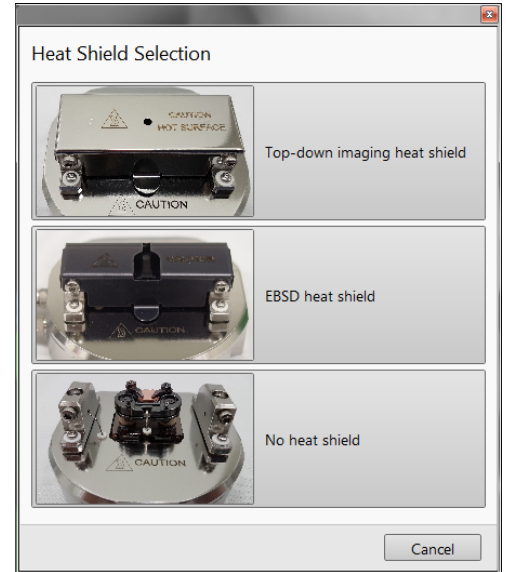 Heat Shield Selection
CAUTION
HOT SURFACE
CAUTION
Top-down imaging heat shield
CAUTION
EBSD heat shield
CAUTION
No heat shield
Cancel